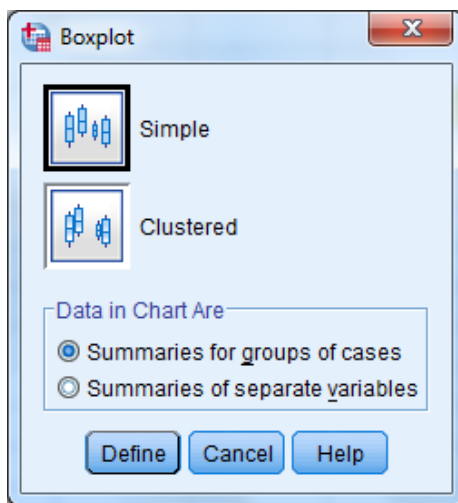 Boxplot
Simple
Clustered
Data in Chart Are
Summaries for groups of cases
Summaries of separate variables
Define Cancel Help